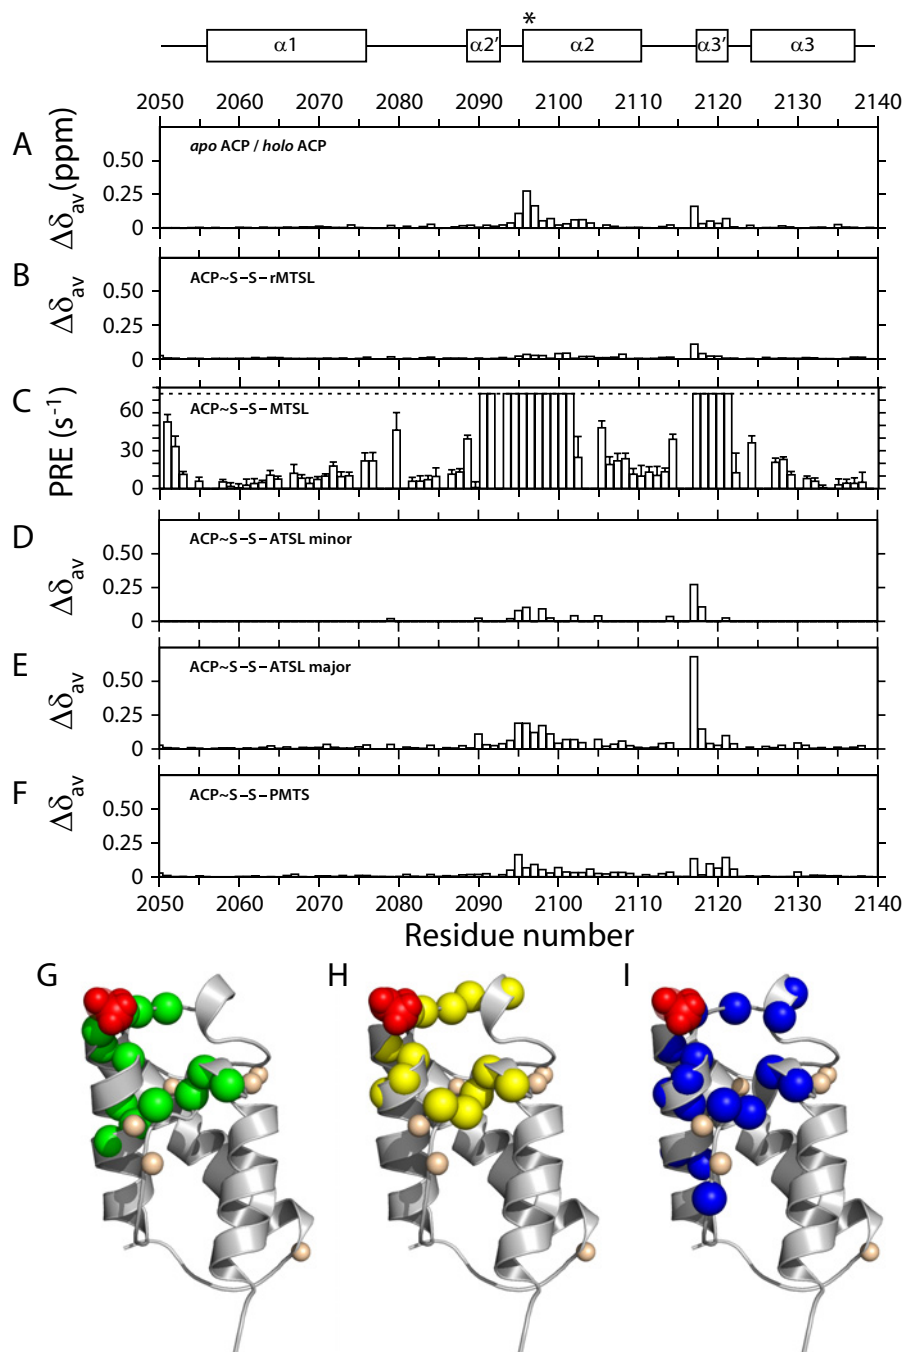 *
α1 α2' α2 α3' α3
2050 2060 2070 2080 2090 2100 2110 2120 2130 2140
A
Δδav (ppm)
0.50
0.25
0
apo ACP / holo ACP
B
Δδav
0.50
0.25
0
ACP~S–S–rMTSL
C
PRE (s-1)
60
30
0
ACP~S–S–MTSL
D
Δδav
0.50
0.25
0
ACP~S–S–ATSL minor
E
Δδav
0.50
0.25
0
ACP~S–S–ATSL major
F
Δδav
0.50
0.25
0
ACP~S–S–PMTS
2050 2060 2070 2080 2090 2100 2110 2120 2130 2140
Residue number
G H I